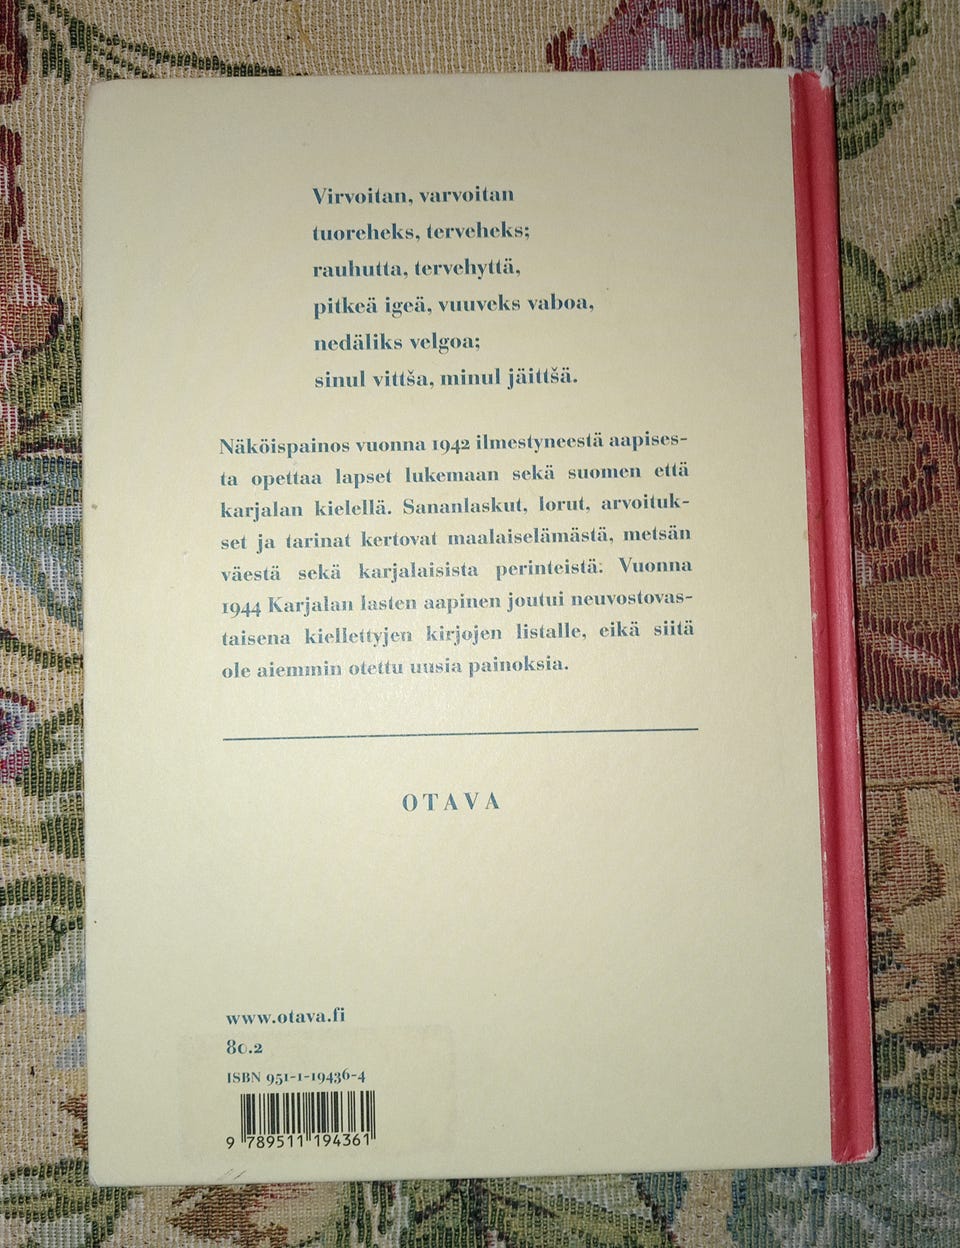 Virvoitan, varvoitan
tuoreheks, terveheks;
rauhutta, tervehyttä,
pitkeä igeä, vuuveks vaboa,
nedäliks velgoa;
sinul vittša, minul jäittšä.
Näköispainos vuonna 1942 ilmestyneestä aapises-
ta opettaa lapset lukemaan sekä suomen että
karjalan kielellä. Sananlaskut, lorut, arvoituk-
set ja tarinat kertovat maalaiselämästä, metsän
väestä sekä karjalaisista perinteistä. Vuonna
1944 Karjalan lasten aapinen joutui neuvostovas-
taisena kiellettyjen kirjojen listalle, eikä siitä
ole aiemmin otettu uusia painoksia.
OTAVA
www.otava.fi
80.2
ISBN 951-1-19436-4
9 789511 194361